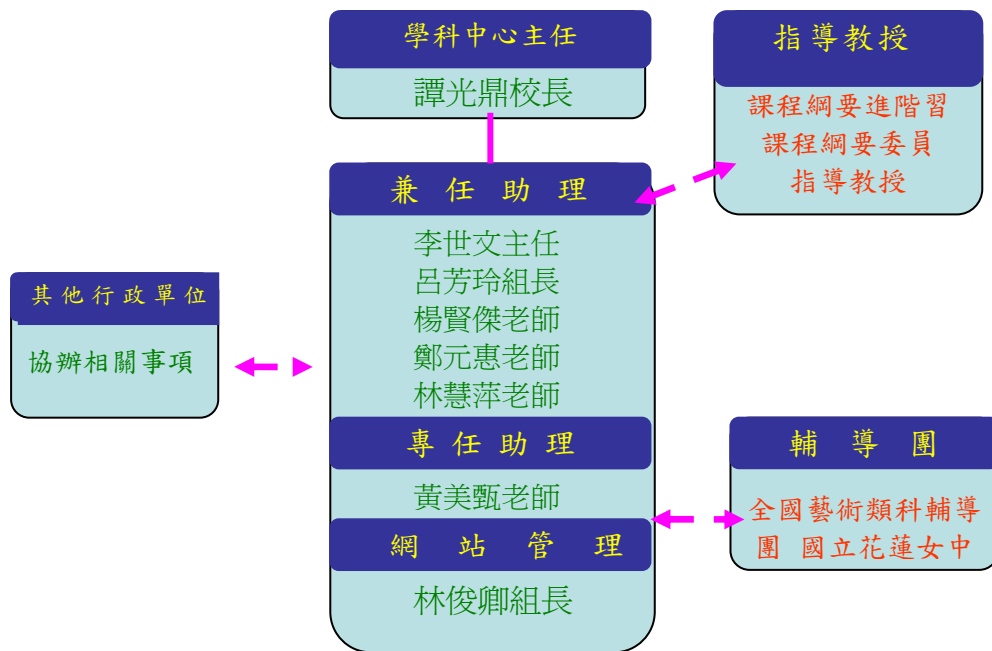 學科中心主任
譚光鼎校長
指導教授
課程綱要進階習
課程綱要委員
指導教授
兼任助理
李世文主任
呂芳玲組長
楊賢傑老師
鄭元惠老師
林慧萍老師
其他行政單位
協辦相關事項
專任助理
黃美甄老師
網站管理
林俊卿組長
輔導團
全國藝術類科輔導
團 國立花蓮女中